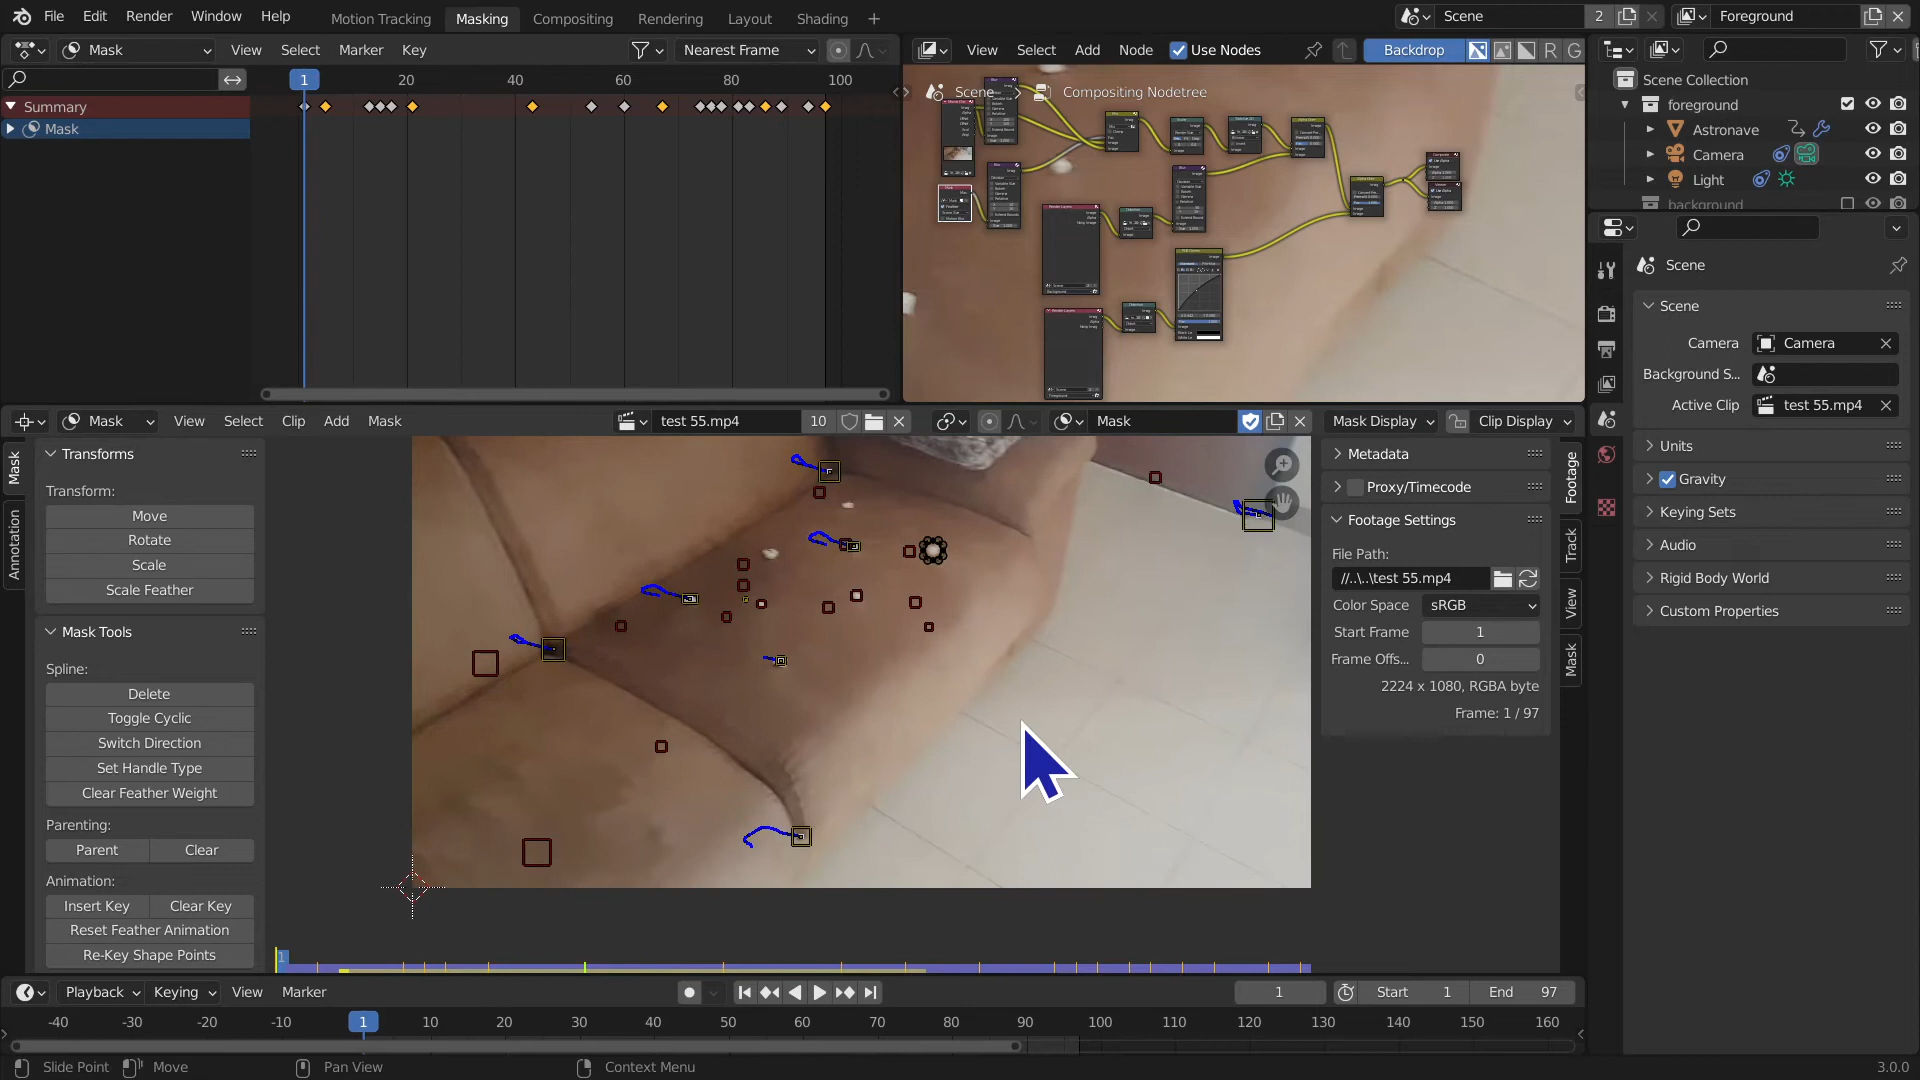 File Edit Render Window Help Motion Tracking Masking Compositing Rendering Layout Shading + Scene 2 Foreground
Mask View Select Marker Key Nearest Frame View Select Add Node Use Nodes Backdrop R G
1 20 40 60 80 100
Summary
Mask
Scene Compositing Nodetree
Scene Collection
foreground
Astronave
Camera
Light
background
Scene
Scene
Camera Camera
Background S...
Active Clip test 55.mp4
Units
Gravity
Keying Sets
Audio
Rigid Body World
Custom Properties
Mask View Select Clip Add Mask test 55.mp4 10 Mask Mask Display Clip Display
Mask
Annotation
Transforms
Transform:
Move
Rotate
Scale
Scale Feather
Mask Tools
Spline:
Delete
Toggle Cyclic
Switch Direction
Set Handle Type
Clear Feather Weight
Parenting:
Parent Clear
Animation:
Insert Key Clear Key
Reset Feather Animation
Re-Key Shape Points
1
Metadata
Proxy/Timecode
Footage Settings
File Path:
//..\..\test 55.mp4
Color Space sRGB
Start Frame 1
Frame Offs... 0
2224 x 1080, RGBA byte
Frame: 1 / 97
Footage
Track
View
Mask
Playback Keying View Marker 1 Start 1 End 97
-40 -30 -20 -10 1 10 20 30 40 50 60 70 80 90 100 110 120 130 140 150 160
Slide Point Move Pan View Context Menu 3.0.0